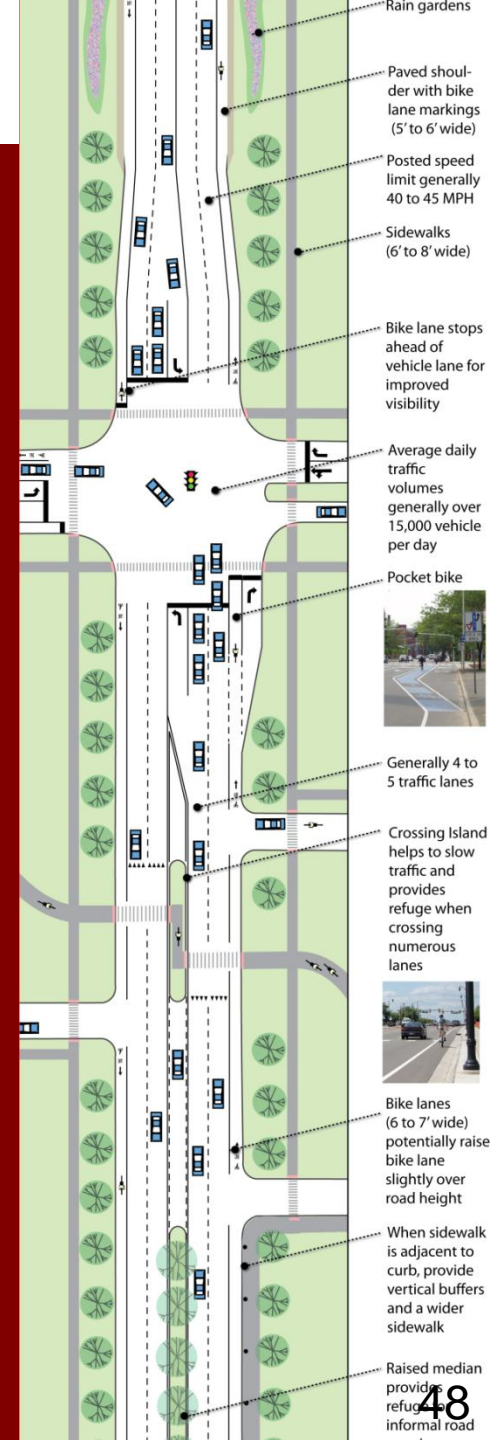 Rain gardens
Paved shoul-
der with bike
lane markings
(5' to 6' wide)
Posted speed
limit generally
40 to 45 MPH
Sidewalks
(6' to 8' wide)
Bike lane stops
ahead of
vehicle lane for
improved
visibility
Average daily
traffic
volumes
generally over
15,000 vehicle
per day
Pocket bike
Generally 4 to
5 traffic lanes
Crossing Island
helps to slow
traffic and
provides
refuge when
crossing
numerous
lanes
Bike lanes
(6 to 7' wide)
potentially raise
bike lane
slightly over
road height
When sidewalk
is adjacent to
curb, provide
vertical buffers
and a wider
sidewalk
Raised median
provides
refuge for
informal road
48